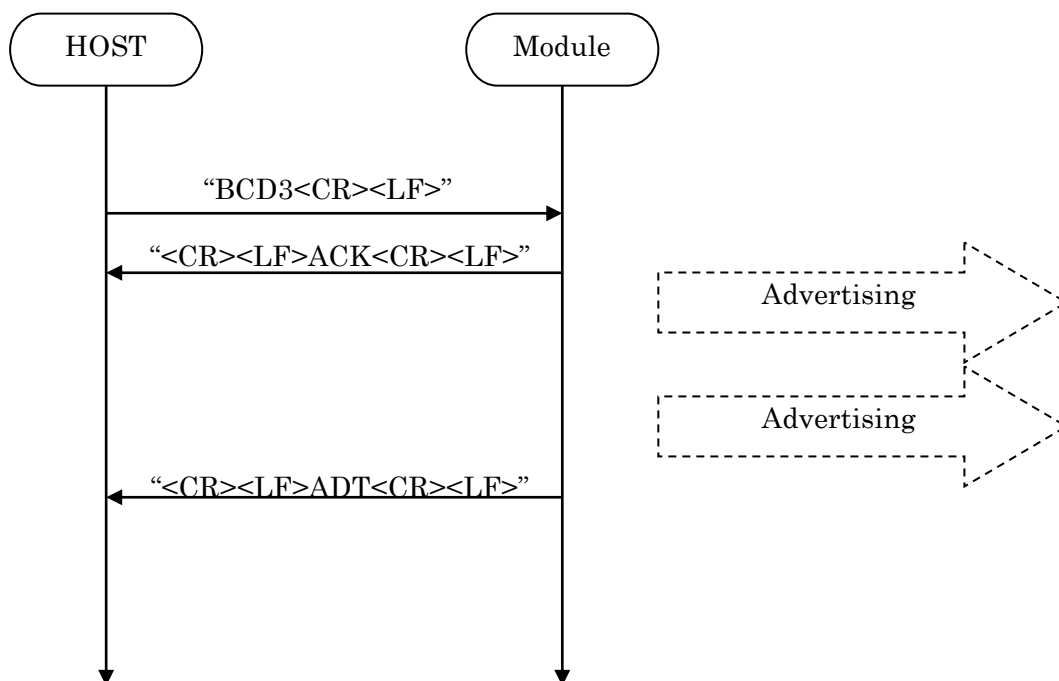 HOST
Module
“BCD3<CR><LF>”
“<CR><LF>ACK<CR><LF>”
Advertising
Advertising
“<CR><LF>ADT<CR><LF>”